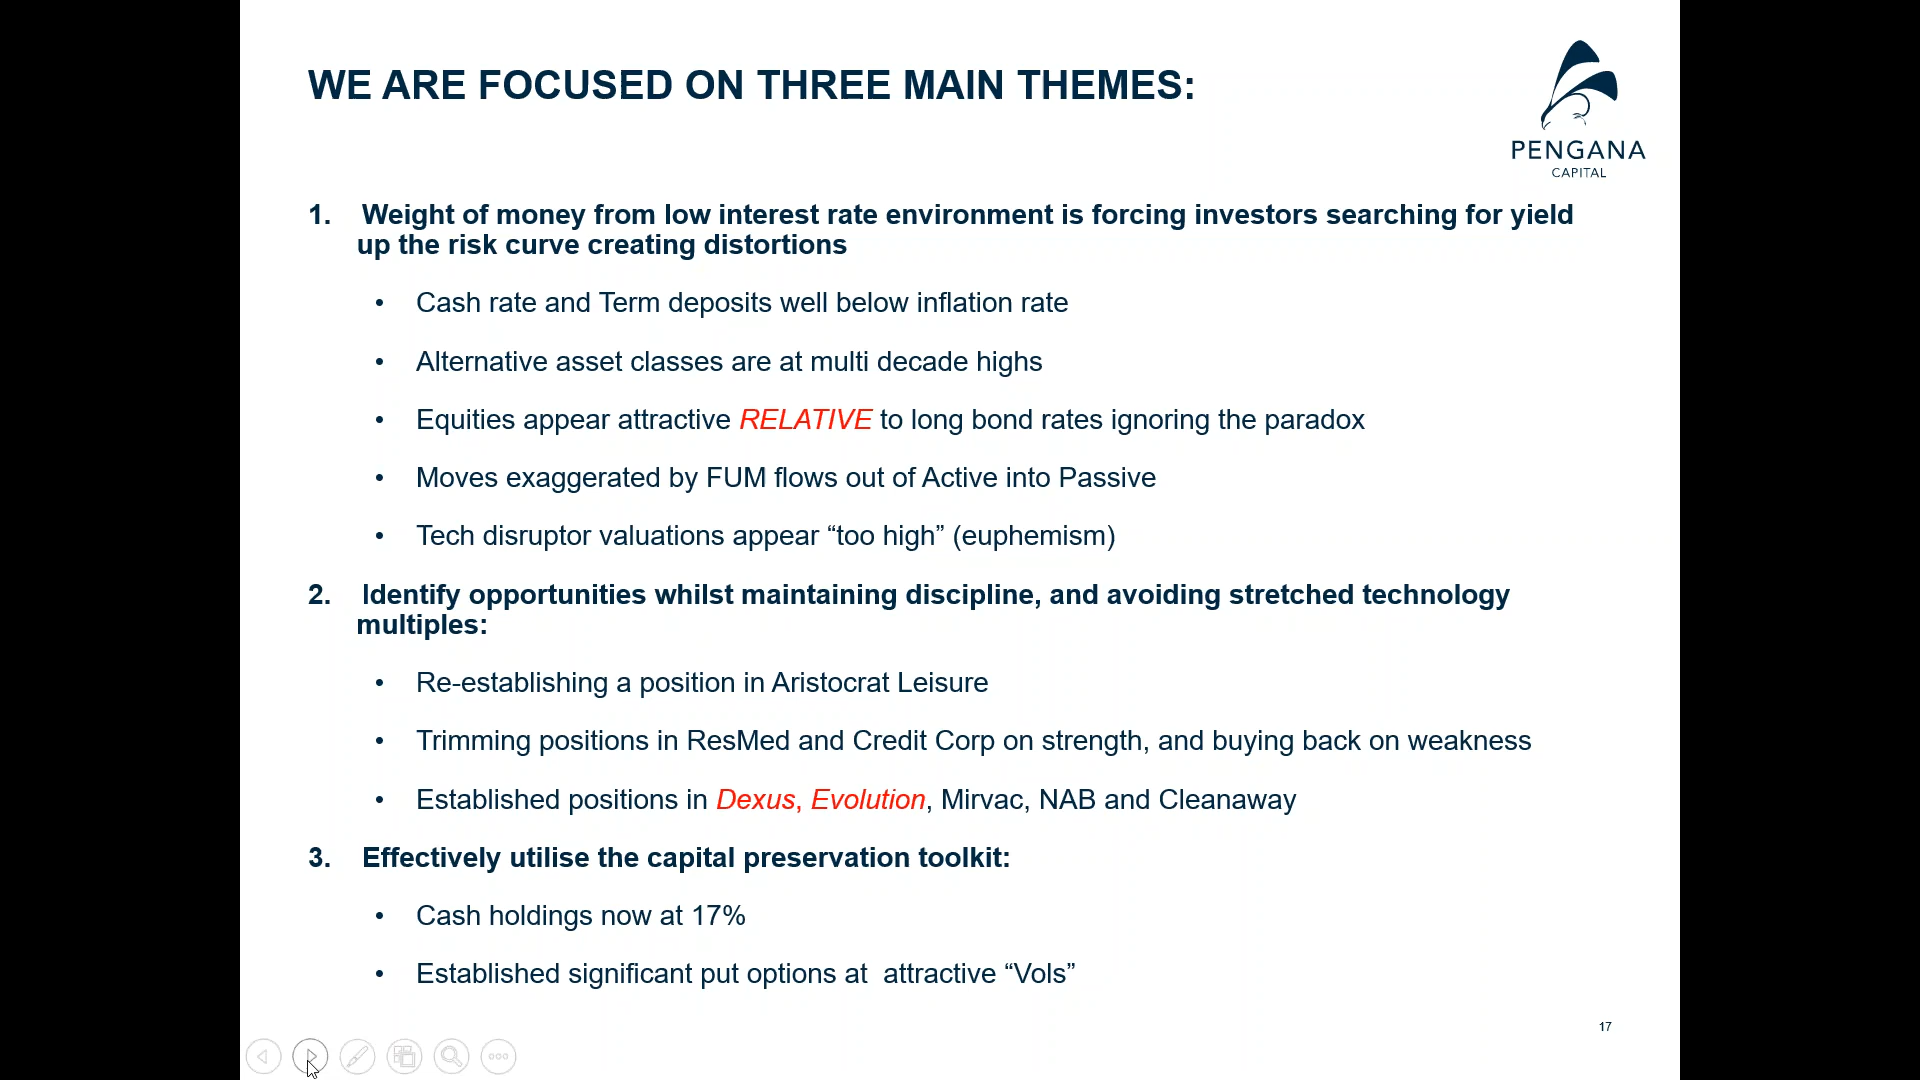 WE ARE FOCUSED ON THREE MAIN THEMES:
PENGANA
CAPITAL
1. Weight of money from low interest rate environment is forcing investors searching for yield
up the risk curve creating distortions
• Cash rate and Term deposits well below inflation rate
• Alternative asset classes are at multi decade highs
• Equities appear attractive RELATIVE to long bond rates ignoring the paradox
• Moves exaggerated by FUM flows out of Active into Passive
• Tech disruptor valuations appear “too high” (euphemism)
2. Identify opportunities whilst maintaining discipline, and avoiding stretched technology
multiples:
• Re-establishing a position in Aristocrat Leisure
• Trimming positions in ResMed and Credit Corp on strength, and buying back on weakness
• Established positions in Dexus, Evolution, Mirvac, NAB and Cleanaway
3. Effectively utilise the capital preservation toolkit:
• Cash holdings now at 17%
• Established significant put options at  attractive “Vols”
17